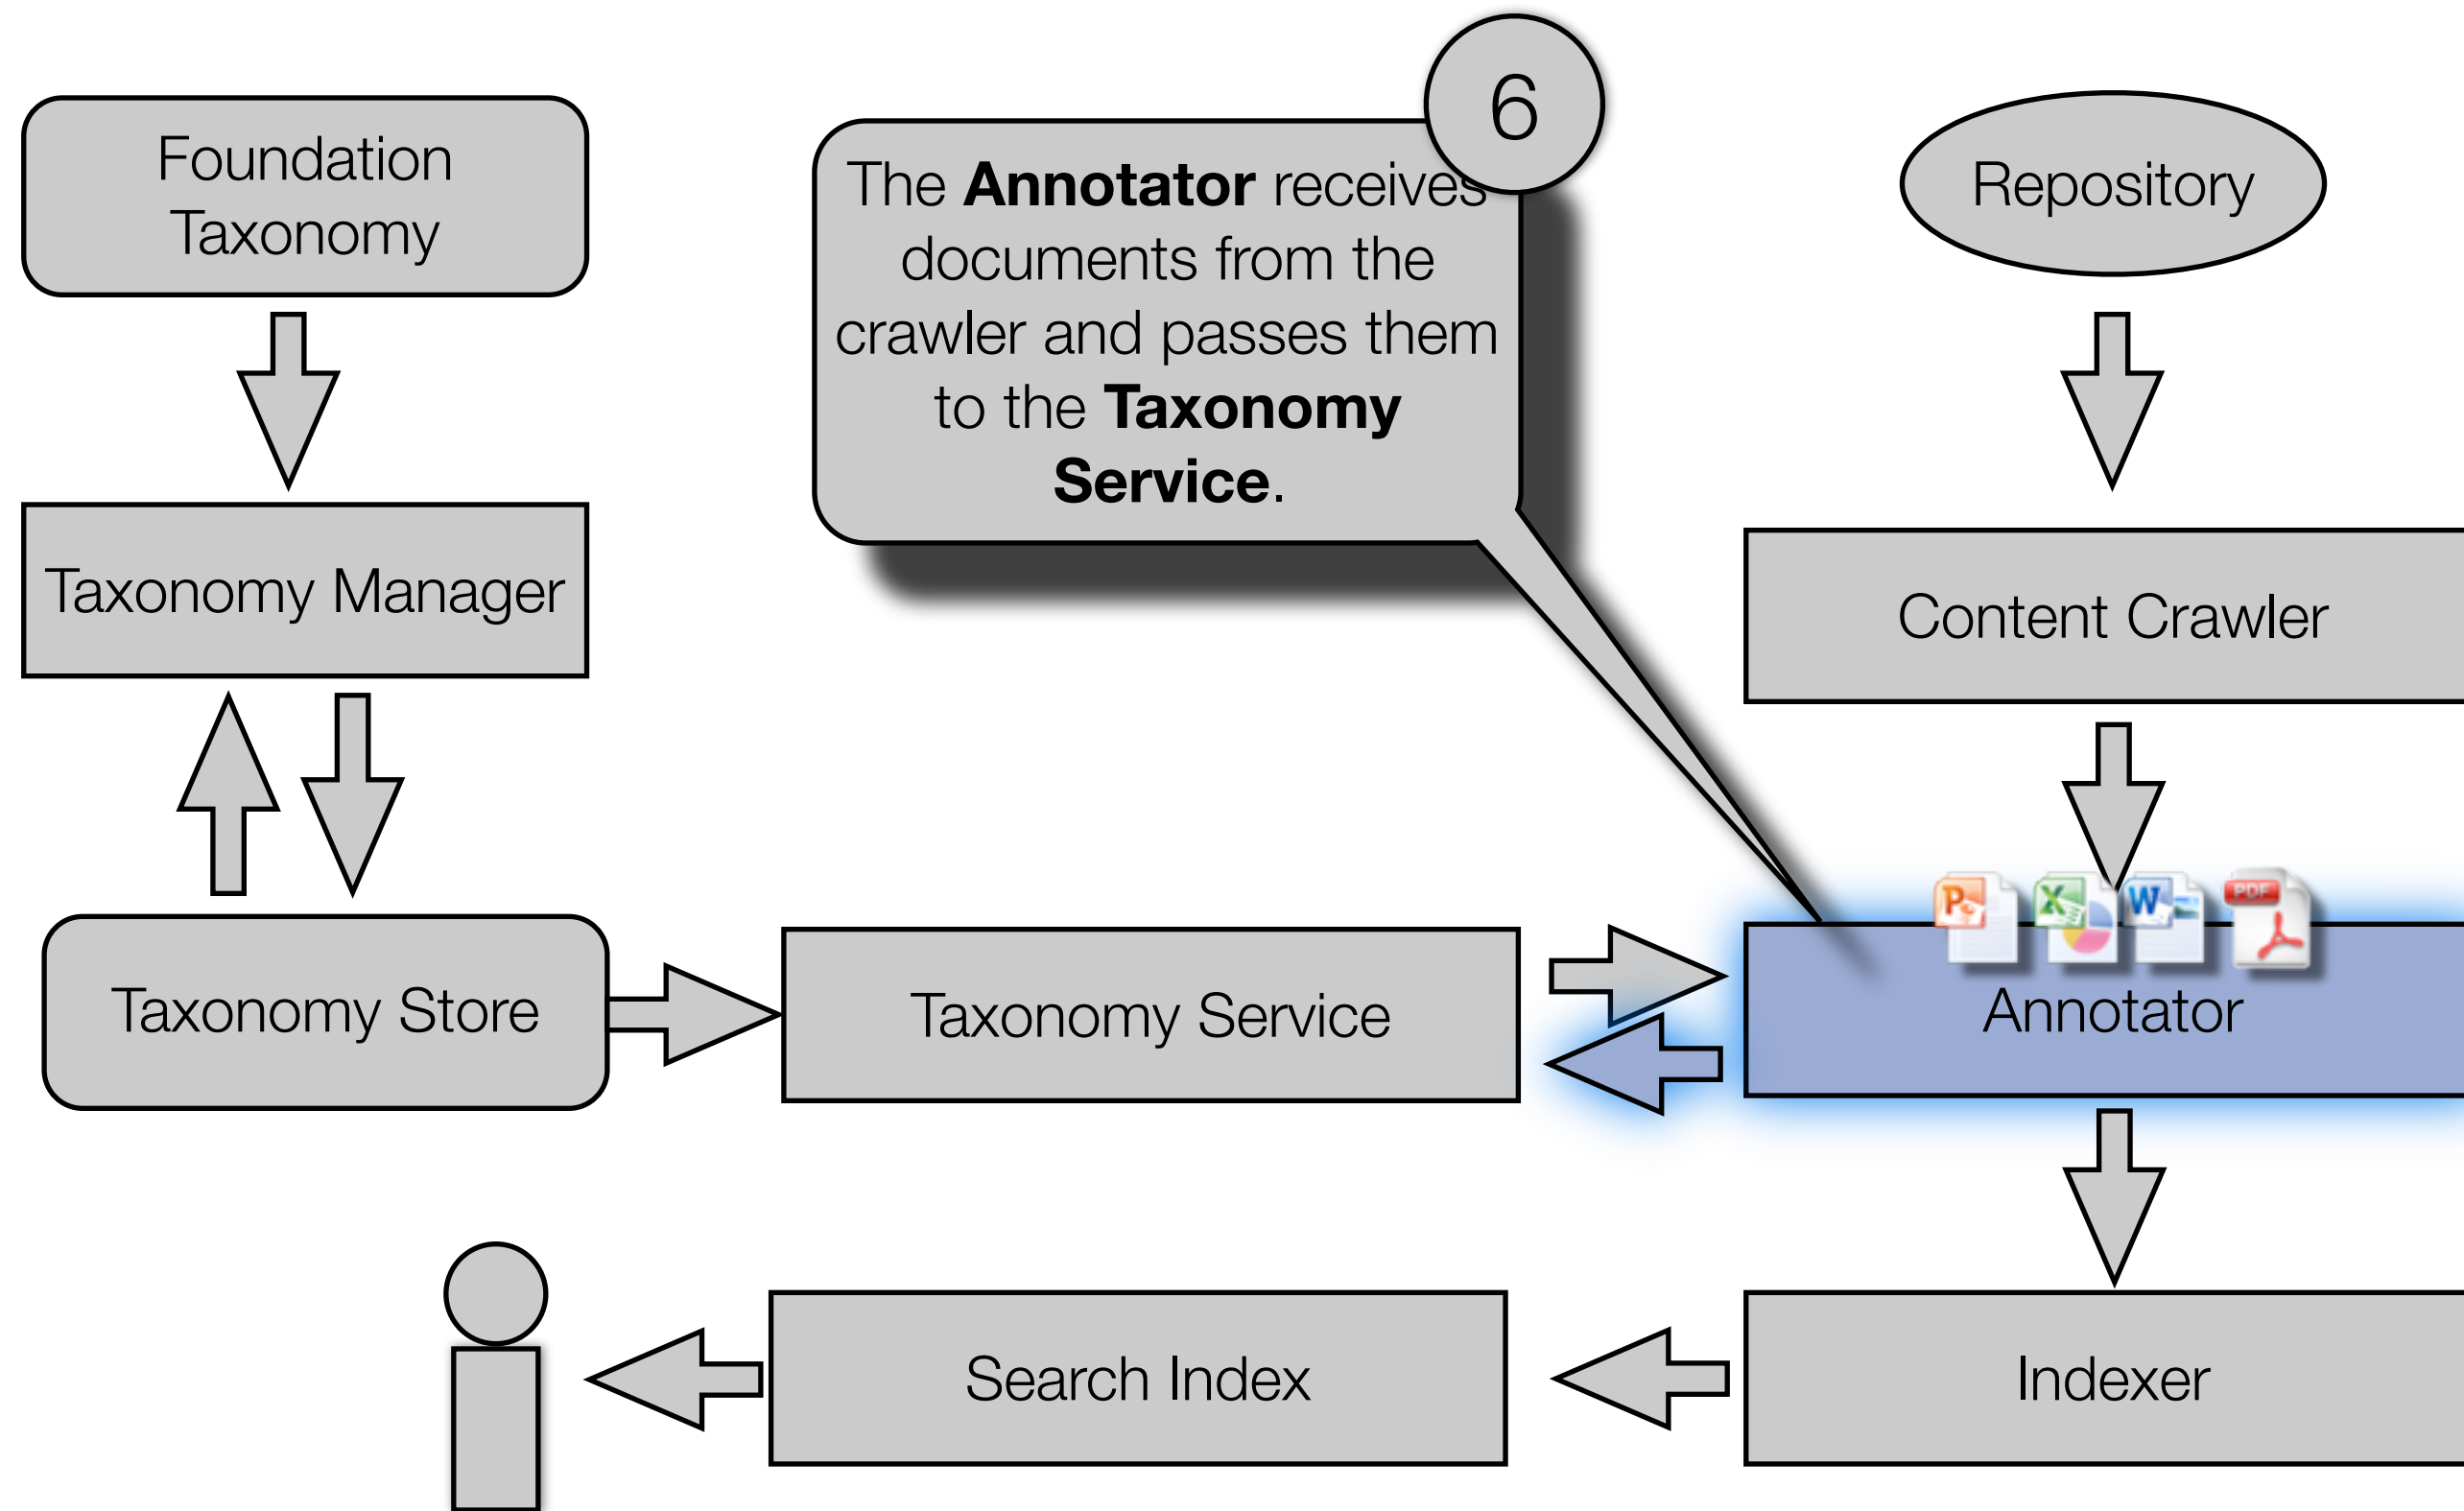 6
Foundation
Taxonomy
The Annotator receives
documents from the
crawler and passes them
to the Taxonomy
Service.
Repository
Taxonomy Manager
Content Crawler
P
X
W
PDF
Taxonomy Store
Taxonomy Service
Annotator
Search Index
Indexer